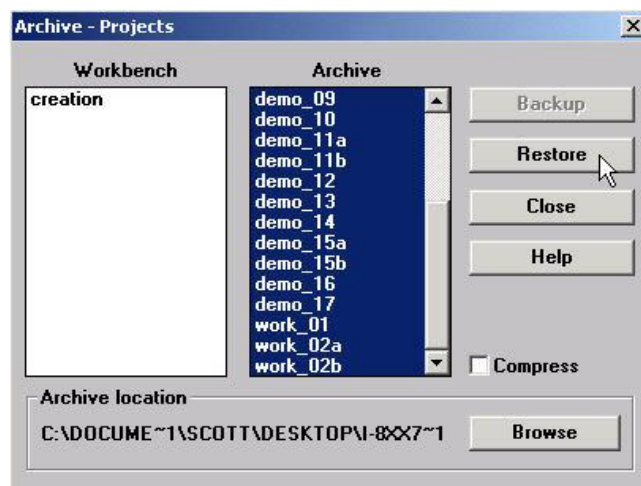 Archive - Projects
Workbench
creation
Archive
demo_09
demo_10
demo_11a
demo_11b
demo_12
demo_13
demo_14
demo_15a
demo_15b
demo_16
demo_17
work_01
work_02a
work_02b
Backup
Restore
Close
Help
Compress
Archive location
C:\DOCUME~1\SCOTT\DESKTOP\I-8XX7~1
Browse